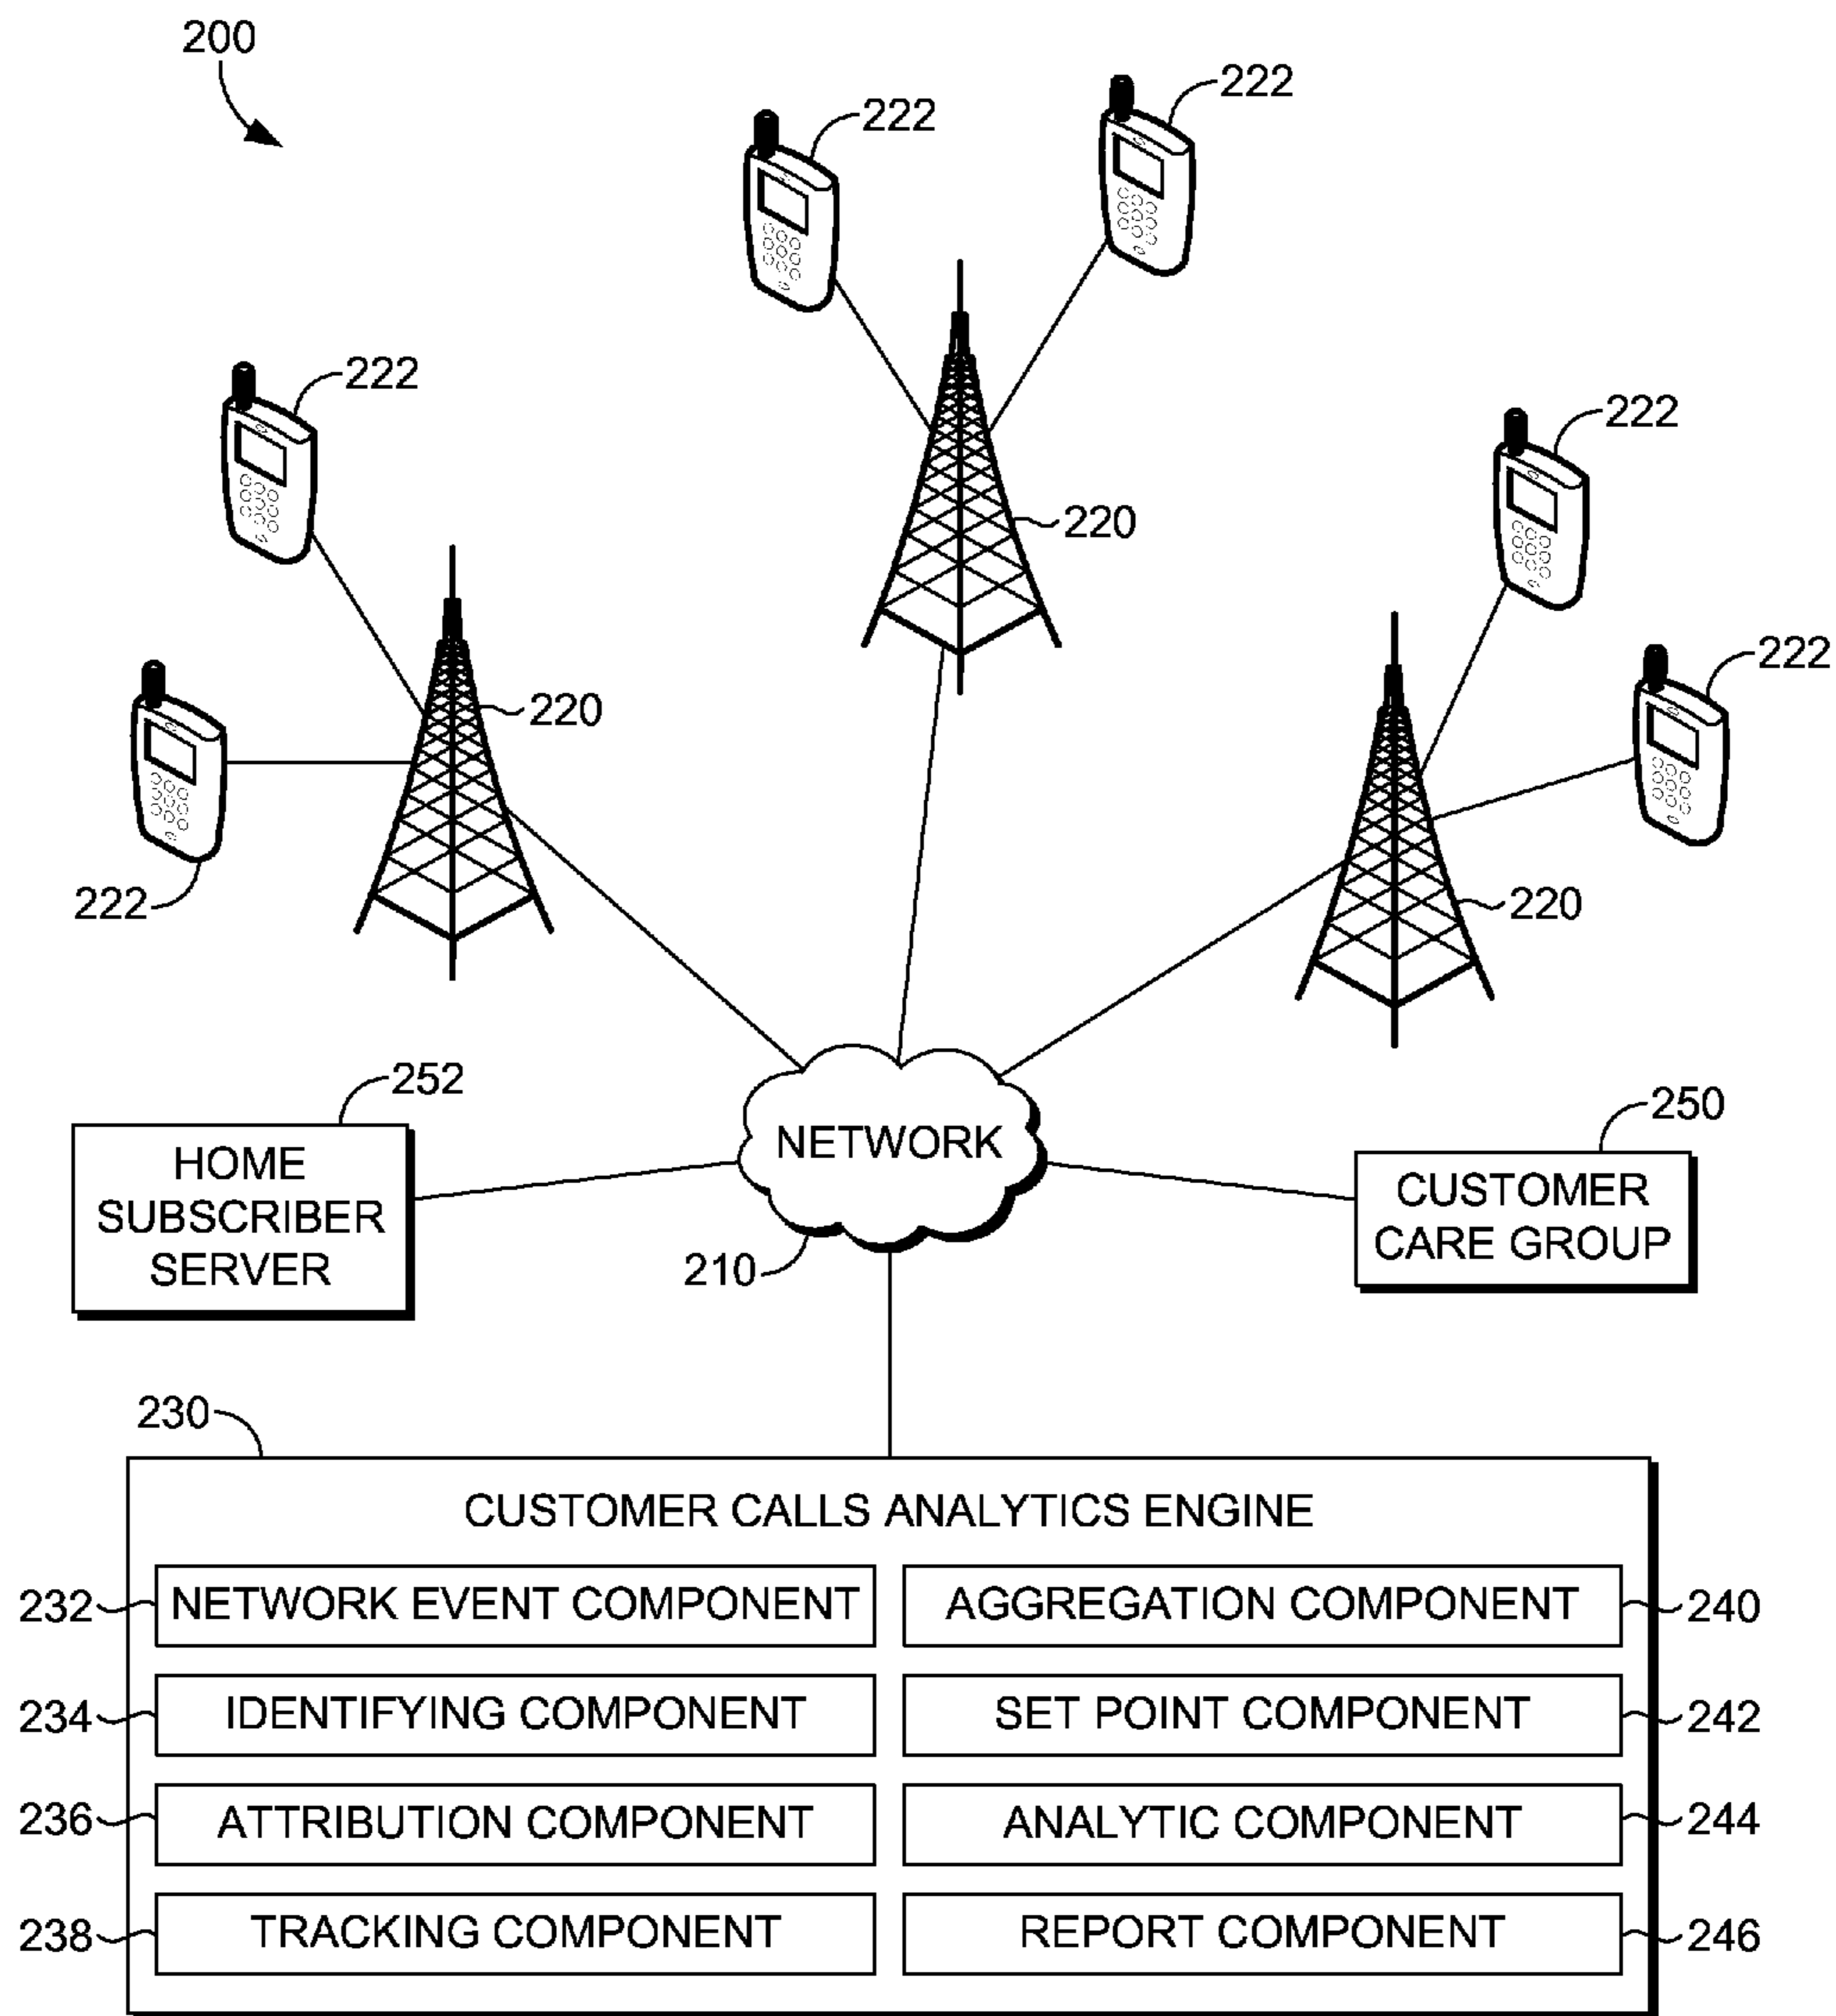 200
222
222
222
222
220
222
220
222
220
252
250
NETWORK
HOME
SUBSCRIBER
SERVER
CUSTOMER
CARE GROUP
210
230
CUSTOMER CALLS ANALYTICS ENGINE
232 NETWORK EVENT COMPONENT
AGGREGATION COMPONENT 240
234 IDENTIFYING COMPONENT
SET POINT COMPONENT 242
236 ATTRIBUTION COMPONENT
ANALYTIC COMPONENT 244
238 TRACKING COMPONENT
REPORT COMPONENT 246